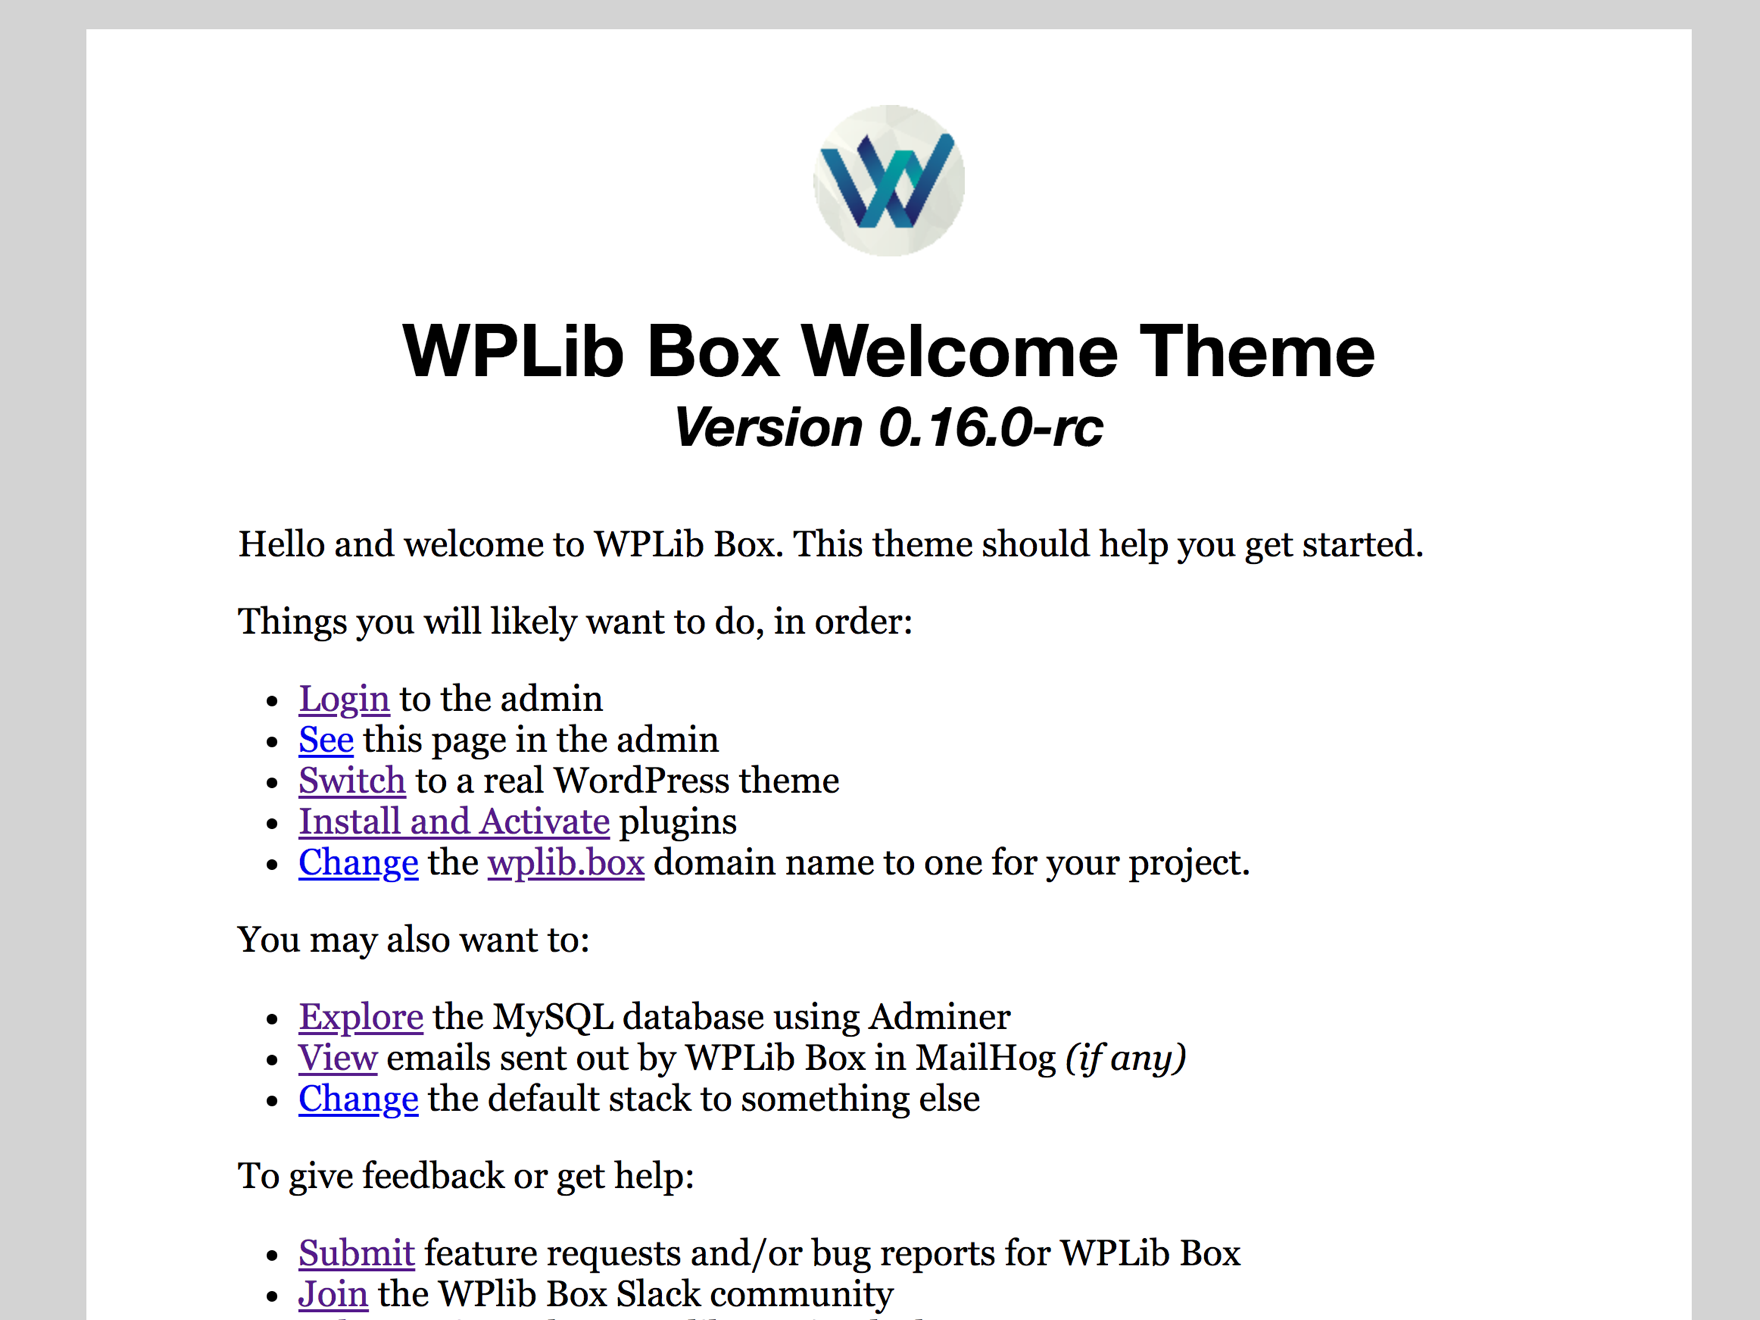 WPLib Box Welcome Theme
Version 0.16.0-rc
Hello and welcome to WPLib Box. This theme should help you get started.
Things you will likely want to do, in order:
• Login to the admin
• See this page in the admin
• Switch to a real WordPress theme
• Install and Activate plugins
• Change the wplib.box domain name to one for your project.
You may also want to:
• Explore the MySQL database using Adminer
• View emails sent out by WPLib Box in MailHog (if any)
• Change the default stack to something else
To give feedback or get help:
• Submit feature requests and/or bug reports for WPLib Box
• Join the WPlib Box Slack community